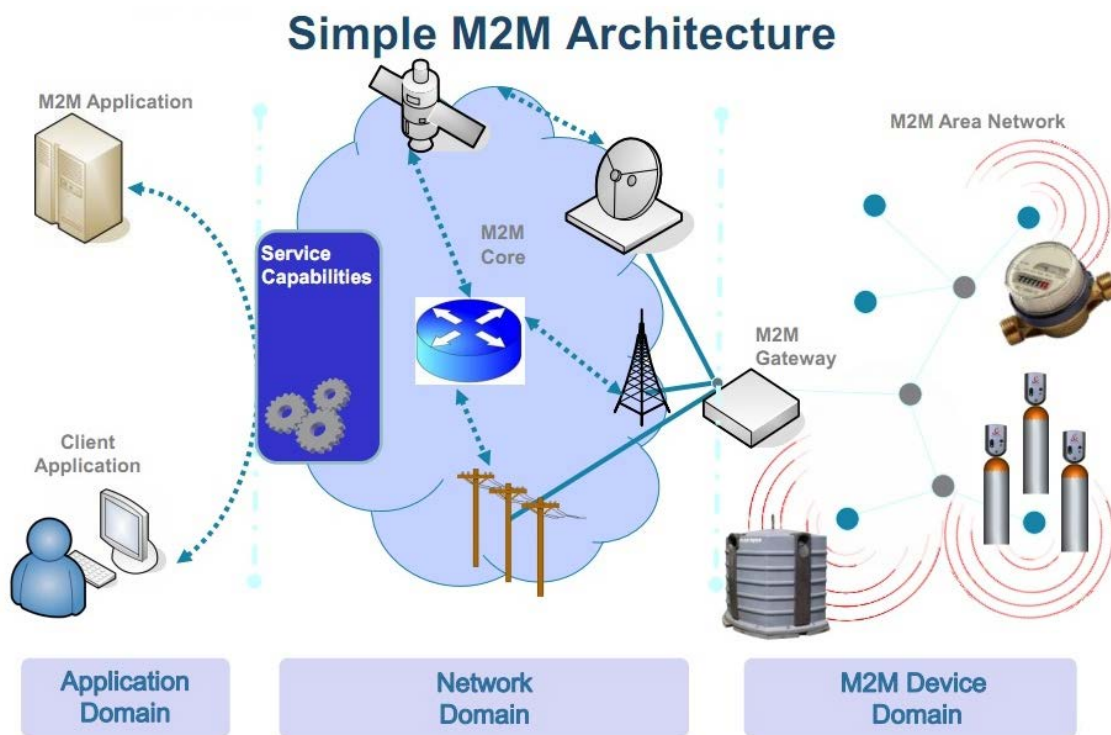 Simple M2M Architecture
M2M Application
M2M Area Network
Service
Capabilities
M2M
Core
M2M
Gateway
Client
Application
Application
Domain
Network
Domain
M2M Device
Domain